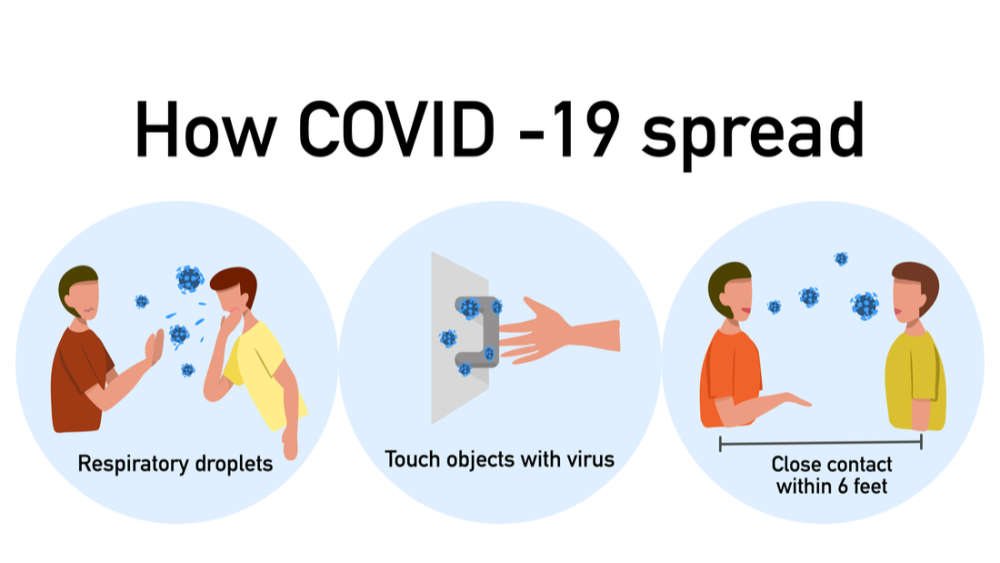 How COVID -19 spread
Respiratory droplets
Touch objects with virus
Close contact
within 6 feet